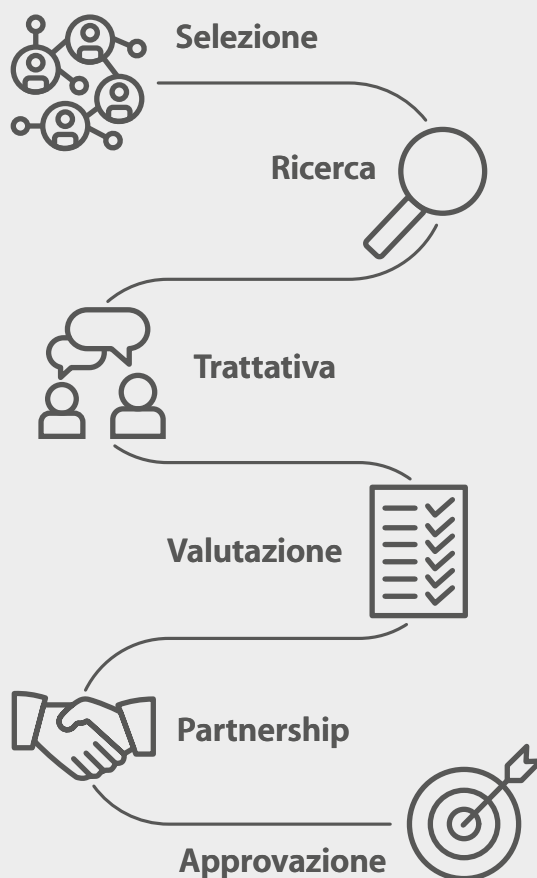 Selezione
Ricerca
Trattativa
Valutazione
Partnership
Approvazione